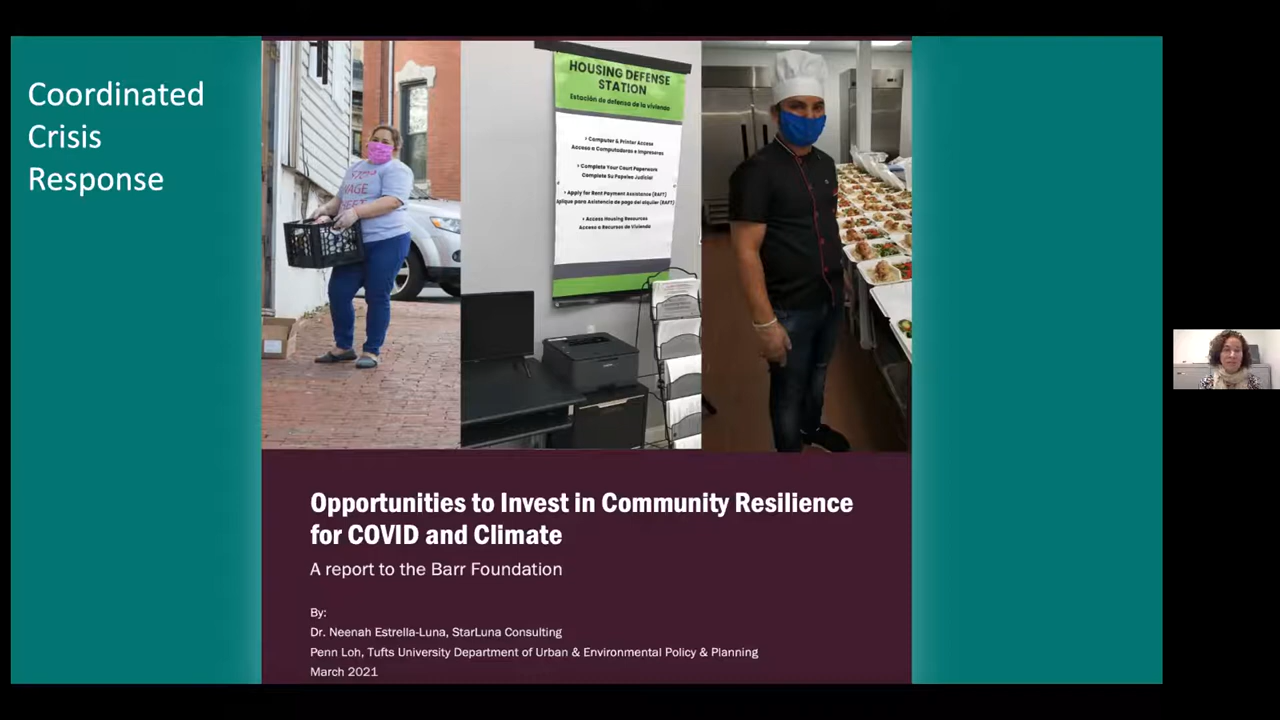 Coordinated
Crisis
Response
HOUSING DEFENSE
STATION
Estación de defensa de la vivienda
› Computer & Printer Access
Acceso a Computadoras e Impresoras
› Complete Your Court Paperwork
Complete Su Papeles Judicial
› Apply for Rent Payment Assistance (RAFT)
Aplique para Asistencia de pago del alquiler (RAFT)
› Access Housing Resources
Acceso a Recursos de Vivienda
Opportunities to Invest in Community Resilience
for COVID and Climate
A report to the Barr Foundation
By:
Dr. Neenah Estrella-Luna, StarLuna Consulting
Penn Loh, Tufts University Department of Urban & Environmental Policy & Planning
March 2021